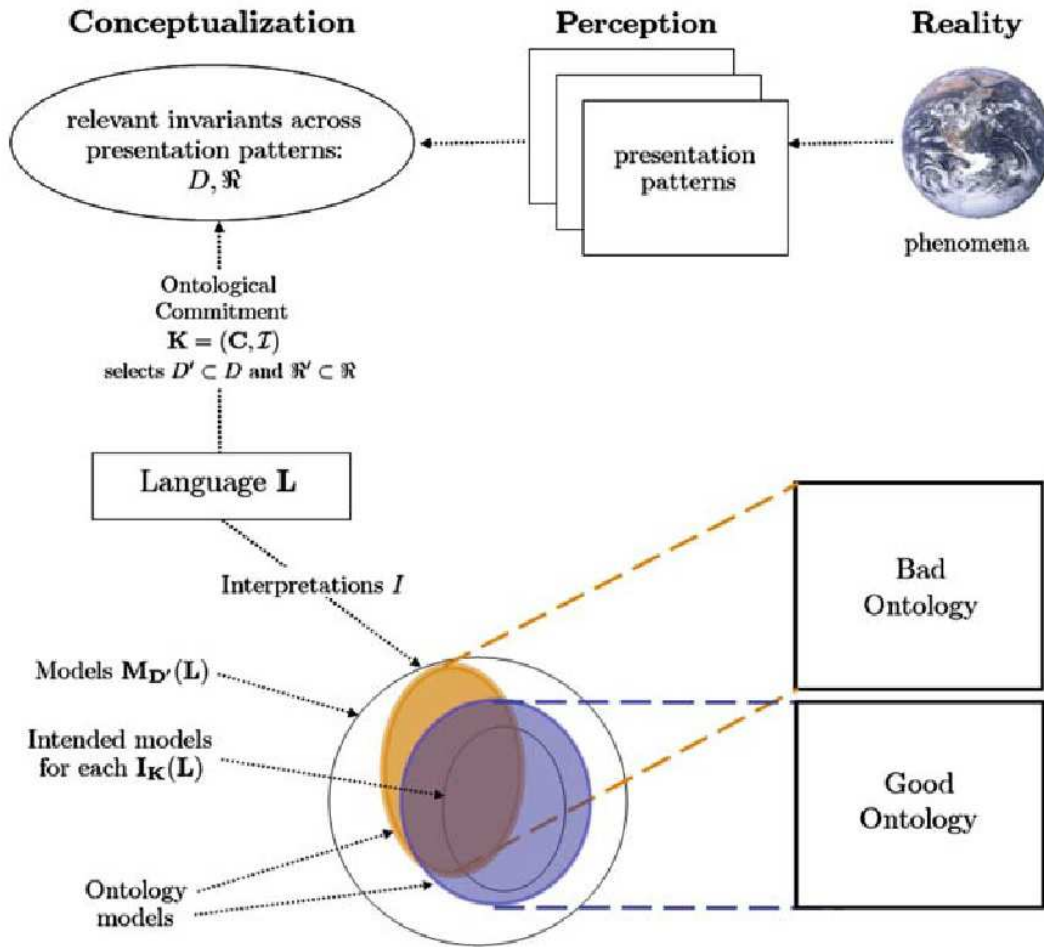 Conceptualization
Perception
Reality
relevant invariants across
presentation patterns:
D, ℜ
presentation
patterns
phenomena
Ontological
Commitment
K = (C, ℐ)
selects D′ ⊂ D and ℜ′ ⊂ ℜ
Language L
Interpretations I
Bad
Ontology
Models M_D′(L)
Intended models
for each I_K(L)
Good
Ontology
Ontology
models